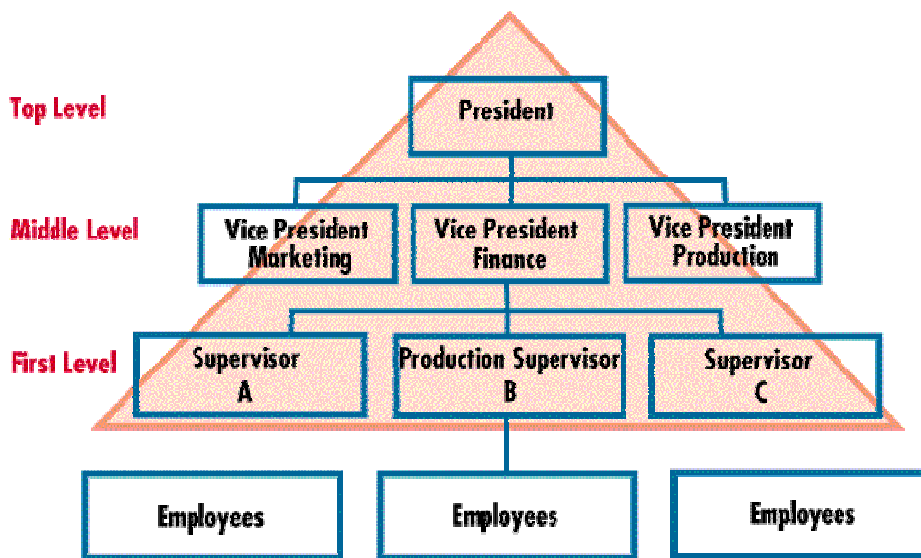 Top Level
President
Middle Level
Vice President
Marketing
Vice President
Finance
Vice President
Production
First Level
Supervisor
A
Production Supervisor
B
Supervisor
C
Employees
Employees
Employees